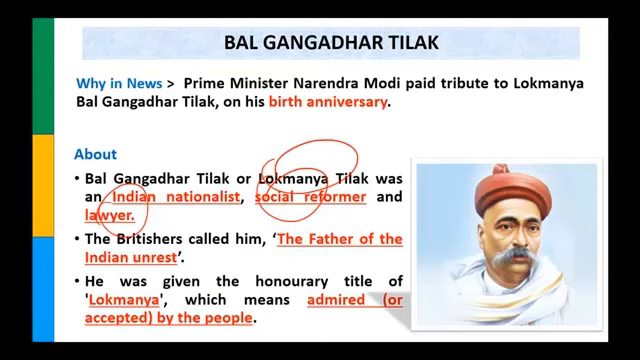 BAL GANGADHAR TILAK
Why in News > Prime Minister Narendra Modi paid tribute to Lokmanya
Bal Gangadhar Tilak, on his birth anniversary.
About
• Bal Gangadhar Tilak or Lokmanya Tilak was
an Indian nationalist, social reformer and
lawyer.
• The Britishers called him, ‘The Father of the
Indian unrest’.
• He was given the honourary title of
'Lokmanya', which means admired (or
accepted) by the people.